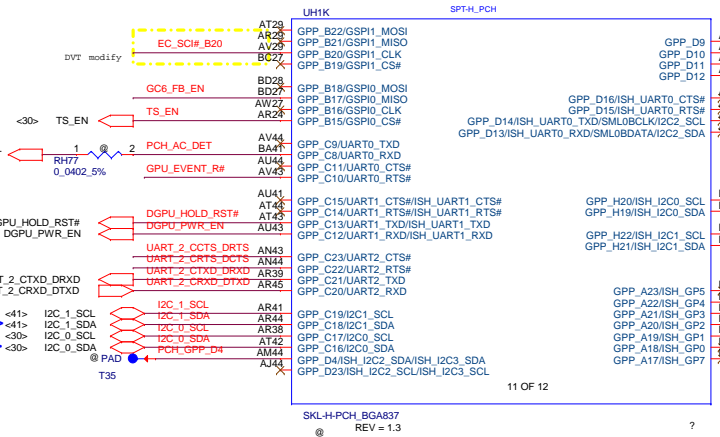 UH1K
SPT-H_PCH
AT29
GPP_B22/GSPI1_MOSI
AR29
GPP_B21/GSPI1_MISO
GPP_D9
EC_SCI#_B20
AV29
GPP_B20/GSPI1_CLK
GPP_D10
DVT modify
BC27
GPP_B19/GSPI1_CS#
GPP_D11
GPP_D12
BD28
GPP_B18/GSPI0_MOSI
GC6_FB_EN
BD27
GPP_B17/GSPI0_MISO
GPP_D16/ISH_UART0_CTS#
AW27
GPP_B16/GSPI0_CLK
GPP_D15/ISH_UART0_RTS#
<30> TS_EN
TS_EN
AR24
GPP_B15/GSPI0_CS#
GPP_D14/ISH_UART0_TXD/SML0BCLK/I2C2_SCL
GPP_D13/ISH_UART0_RXD/SML0BDATA/I2C2_SDA
AV44
GPP_C9/UART0_TXD
1 @ 2
PCH_AC_DET
BA41
GPP_C8/UART0_RXD
RH77
AU44
GPP_C11/UART0_CTS#
0_0402_5%
GPU_EVENT_R#
AV43
GPP_C10/UART0_RTS#
AU41
GPP_C15/UART1_CTS#/ISH_UART1_CTS#
GPP_H20/ISH_I2C0_SCL
AT44
GPP_C14/UART1_RTS#/ISH_UART1_RTS#
GPP_H19/ISH_I2C0_SDA
GPU_HOLD_RST#
DGPU_HOLD_RST#
AT43
GPP_C13/UART1_TXD/ISH_UART1_TXD
DGPU_PWR_EN
DGPU_PWR_EN
AU43
GPP_C12/UART1_RXD/ISH_UART1_RXD
GPP_H22/ISH_I2C1_SCL
GPP_H21/ISH_I2C1_SDA
UART_2_CCTS_DRTS
AN43
GPP_C23/UART2_CTS#
UART_2_CRTS_DCTS
AN44
GPP_C22/UART2_RTS#
T_2_CTXD_DRXD
UART_2_CTXD_DRXD
AR39
GPP_C21/UART2_TXD
T_2_CRXD_DTXD
UART_2_CRXD_DTXD
AR45
GPP_C20/UART2_RXD
GPP_A23/ISH_GP5
GPP_A22/ISH_GP4
<41> I2C_1_SCL
I2C_1_SCL
AR41
GPP_C19/I2C1_SCL
GPP_A21/ISH_GP3
<41> I2C_1_SDA
I2C_1_SDA
AR44
GPP_C18/I2C1_SDA
GPP_A20/ISH_GP2
<30> I2C_0_SCL
I2C_0_SCL
AR38
GPP_C17/I2C0_SCL
GPP_A19/ISH_GP1
<30> I2C_0_SDA
I2C_0_SDA
AT42
GPP_C16/I2C0_SDA
GPP_A18/ISH_GP0
@ PAD
PCH_GPP_D4
AM44
GPP_D4/ISH_I2C2_SDA/ISH_I2C3_SDA
GPP_A17/ISH_GP7
T35
AJ44
GPP_D23/ISH_I2C2_SCL/ISH_I2C3_SCL
11 OF 12
SKL-H-PCH_BGA837
@
REV = 1.3
?